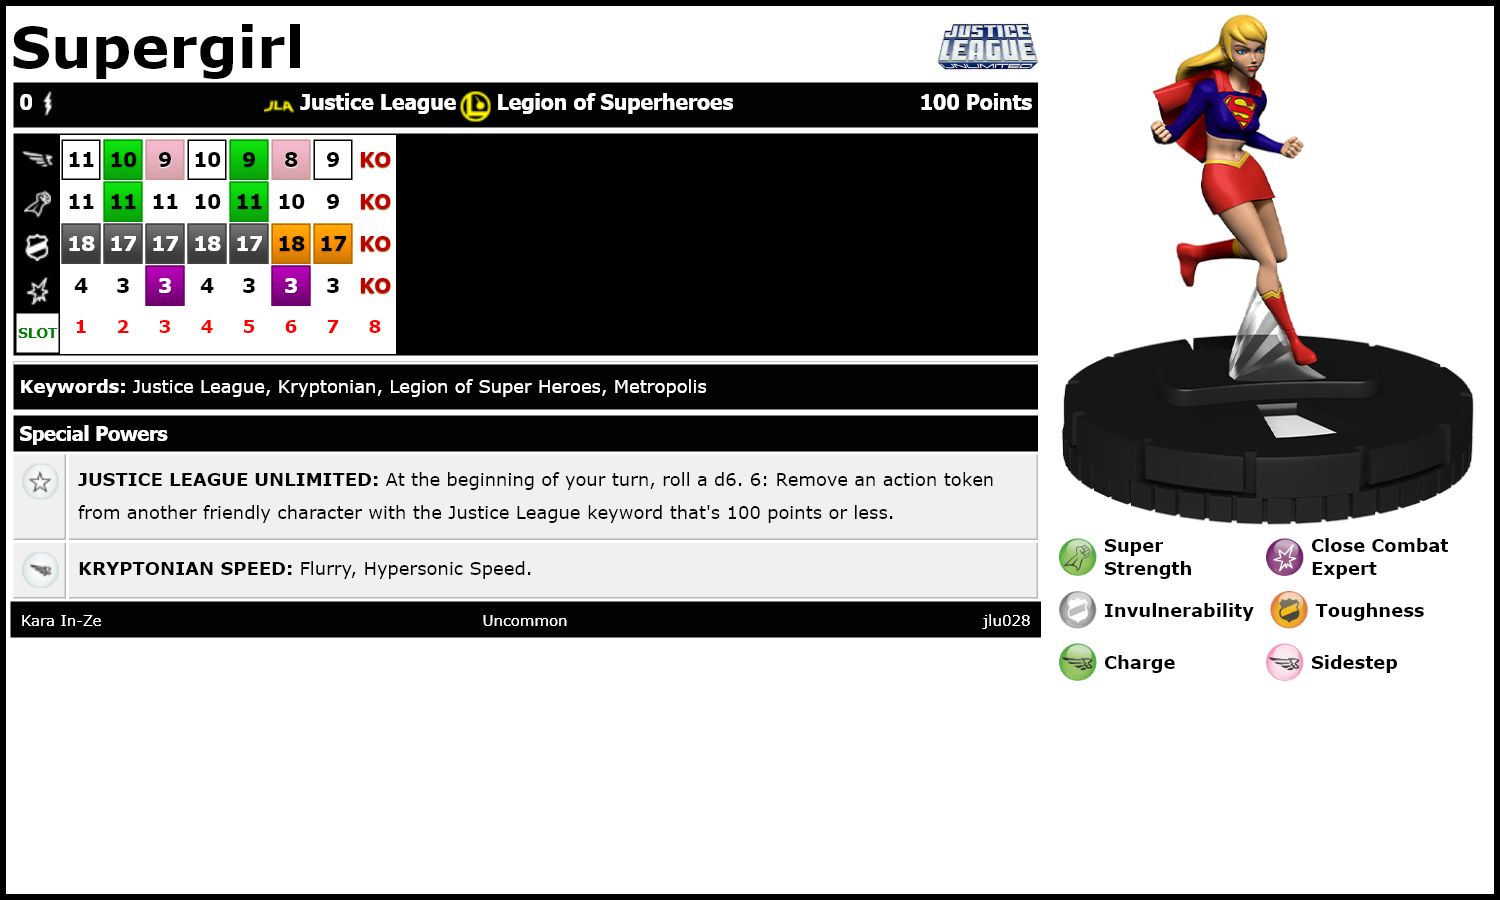 Supergirl
JUSTICE
LEAGUE
UNLIMITED
0 JLA Justice League L Legion of Superheroes 100 Points
11 10 9 10 9 8 9 KO
11 11 11 10 11 10 9 KO
18 17 17 18 17 18 17 KO
4 3 3 4 3 3 3 KO
SLOT 1 2 3 4 5 6 7 8
Keywords: Justice League, Kryptonian, Legion of Super Heroes, Metropolis
Special Powers
JUSTICE LEAGUE UNLIMITED: At the beginning of your turn, roll a d6. 6: Remove an action token
from another friendly character with the Justice League keyword that's 100 points or less.
KRYPTONIAN SPEED: Flurry, Hypersonic Speed.
Kara In-Ze Uncommon jlu028
S
Super
Strength
Close Combat
Expert
Invulnerability
Toughness
Charge
Sidestep